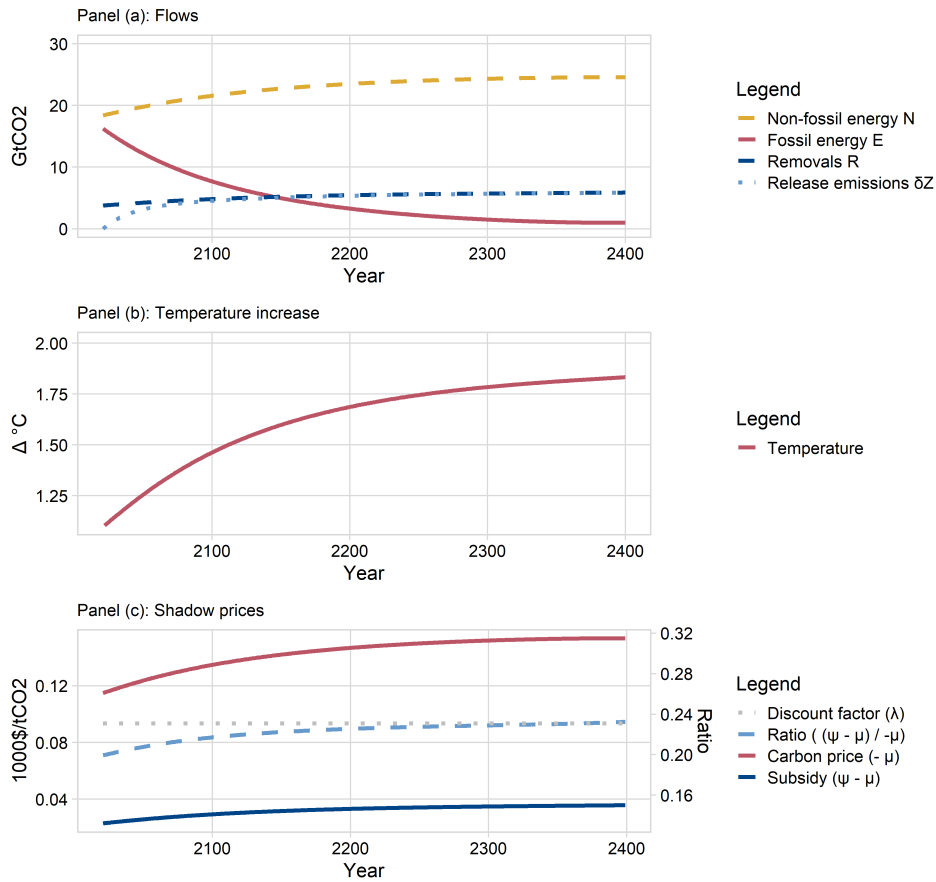 Panel (a): Flows
30
20
10
0
GtCO2
2100
2200
2300
2400
Year
Legend
Non-fossil energy N
Fossil energy E
Removals R
Release emissions δZ
Panel (b): Temperature increase
2.00
1.75
1.50
1.25
Δ °C
2100
2200
2300
2400
Year
Legend
Temperature
Panel (c): Shadow prices
0.12
0.08
0.04
1000$/tCO2
0.32
0.28
0.24
0.20
0.16
Ratio
2100
2200
2300
2400
Year
Legend
Discount factor (λ)
Ratio ( (ψ - μ) / -μ)
Carbon price (- μ)
Subsidy (ψ - μ)